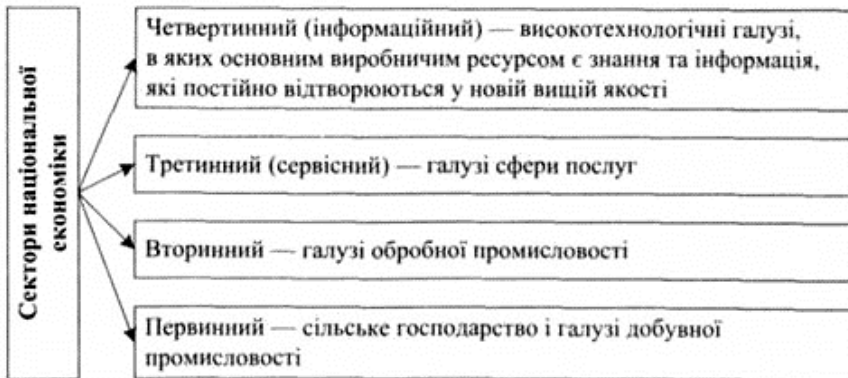 Сектори національної
економіки
Четвертинний (інформаційний) — високотехнологічні галузі,
в яких основним виробничим ресурсом є знання та інформація,
які постійно відтворюються у новій вищій якості
Третинний (сервісний) — галузі сфери послуг
Вторинний — галузі обробної промисловості
Первинний — сільське господарство і галузі добувної
промисловості